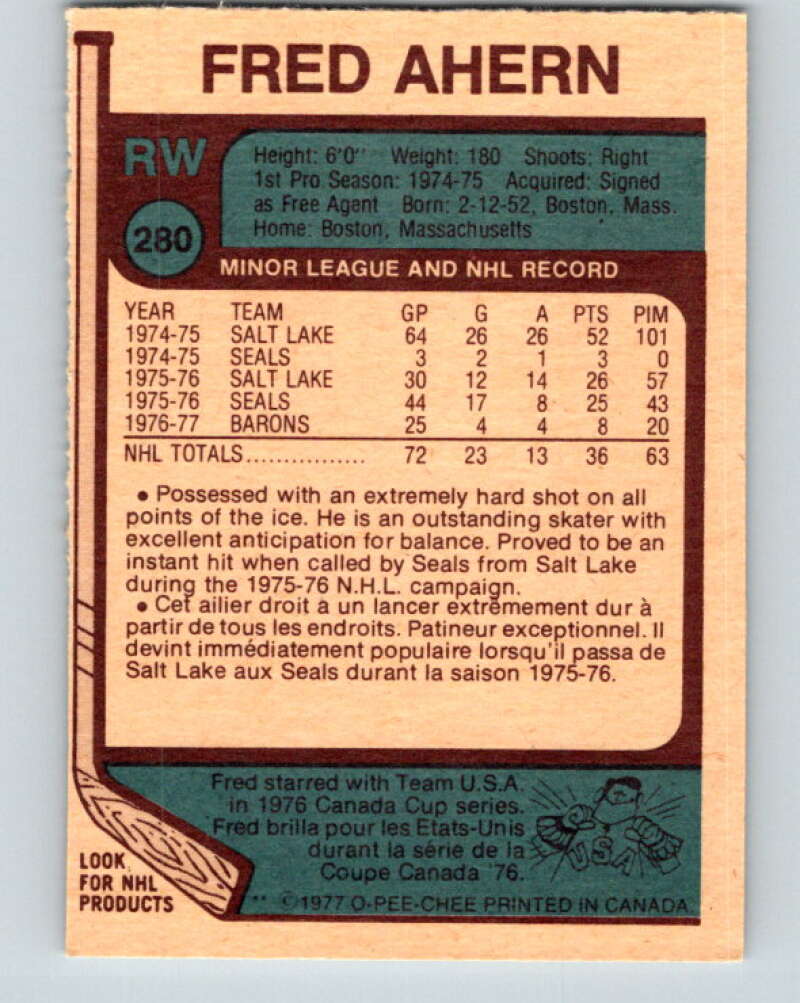 FRED AHERN
RW
Height: 6'0" Weight: 180 Shoots: Right
1st Pro Season: 1974-75 Acquired: Signed
as Free Agent Born: 2-12-52, Boston, Mass.
Home: Boston, Massachusetts
280
MINOR LEAGUE AND NHL RECORD
YEAR TEAM GP G A PTS PIM
1974-75 SALT LAKE 64 26 26 52 101
1974-75 SEALS 3 2 1 3 0
1975-76 SALT LAKE 30 12 14 26 57
1975-76 SEALS 44 17 8 25 43
1976-77 BARONS 25 4 4 8 20
NHL TOTALS................ 72 23 13 36 63
• Possessed with an extremely hard shot on all
points of the ice. He is an outstanding skater with
excellent anticipation for balance. Proved to be an
instant hit when called by Seals from Salt Lake
during the 1975-76 N.H.L. campaign.
• Cet ailier droit à un lancer extrêmement dur à
partir de tous les endroits. Patineur exceptionnel. Il
devint immédiatement populaire lorsqu'il passa de
Salt Lake aux Seals durant la saison 1975-76.
Fred starred with Team U.S.A.
in 1976 Canada Cup series.
Fred brilla pour les Etats-Unis
durant la série de la
Coupe Canada '76.
USA
LOOK
FOR NHL
PRODUCTS
** ©1977 O-PEE-CHEE PRINTED IN CANADA.